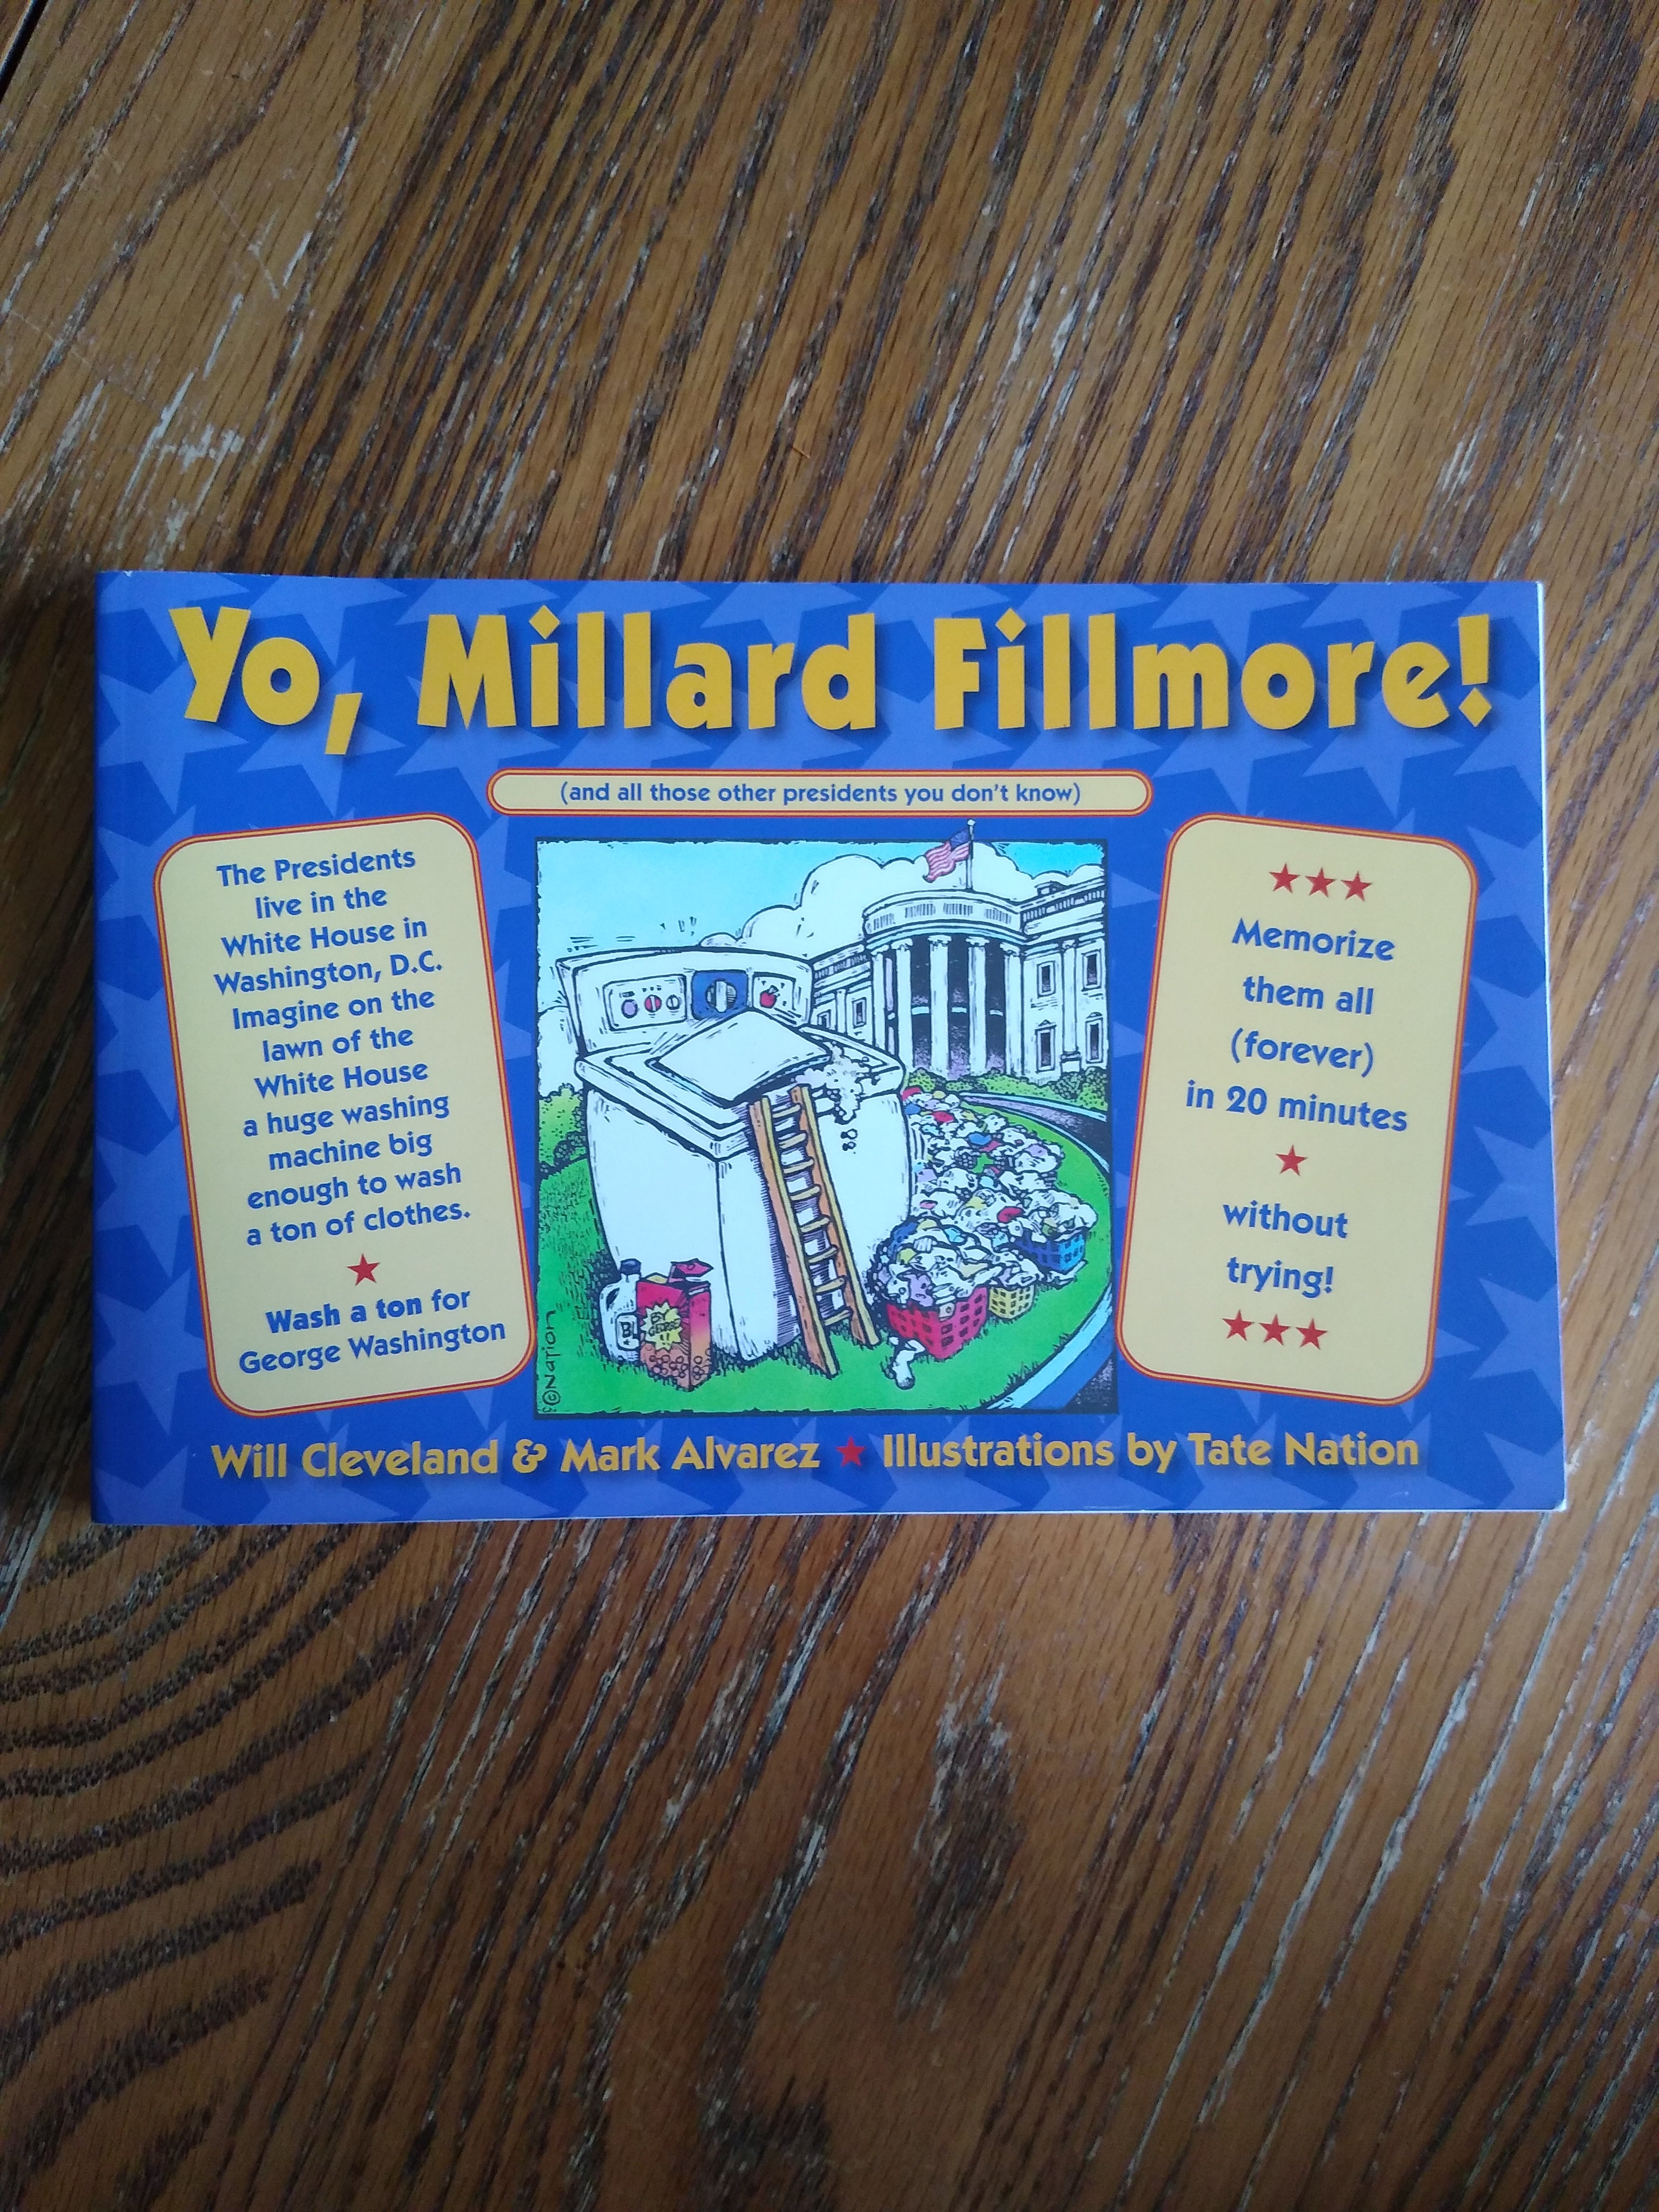 Yo, Millard Fillmore!
(and all those other presidents you don't know)
The Presidents
live in the
White House in
Washington, D.C.
Imagine on the
lawn of the
White House
a huge washing
machine big
enough to wash
a ton of clothes.
Wash a ton for
George Washington
BL
BY
GEORGE
!!
©Nation
Memorize
them all
(forever)
in 20 minutes
without
trying!
Will Cleveland & Mark Alvarez ★ Illustrations by Tate Nation